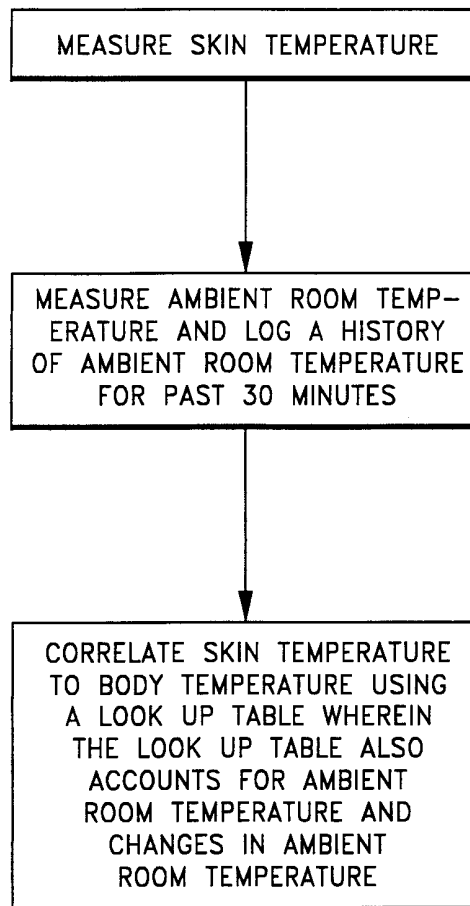 MEASURE SKIN TEMPERATURE
MEASURE AMBIENT ROOM TEMP-
ERATURE AND LOG A HISTORY
OF AMBIENT ROOM TEMPERATURE
FOR PAST 30 MINUTES
CORRELATE SKIN TEMPERATURE
TO BODY TEMPERATURE USING
A LOOK UP TABLE WHEREIN
THE LOOK UP TABLE ALSO
ACCOUNTS FOR AMBIENT
ROOM TEMPERATURE AND
CHANGES IN AMBIENT
ROOM TEMPERATURE